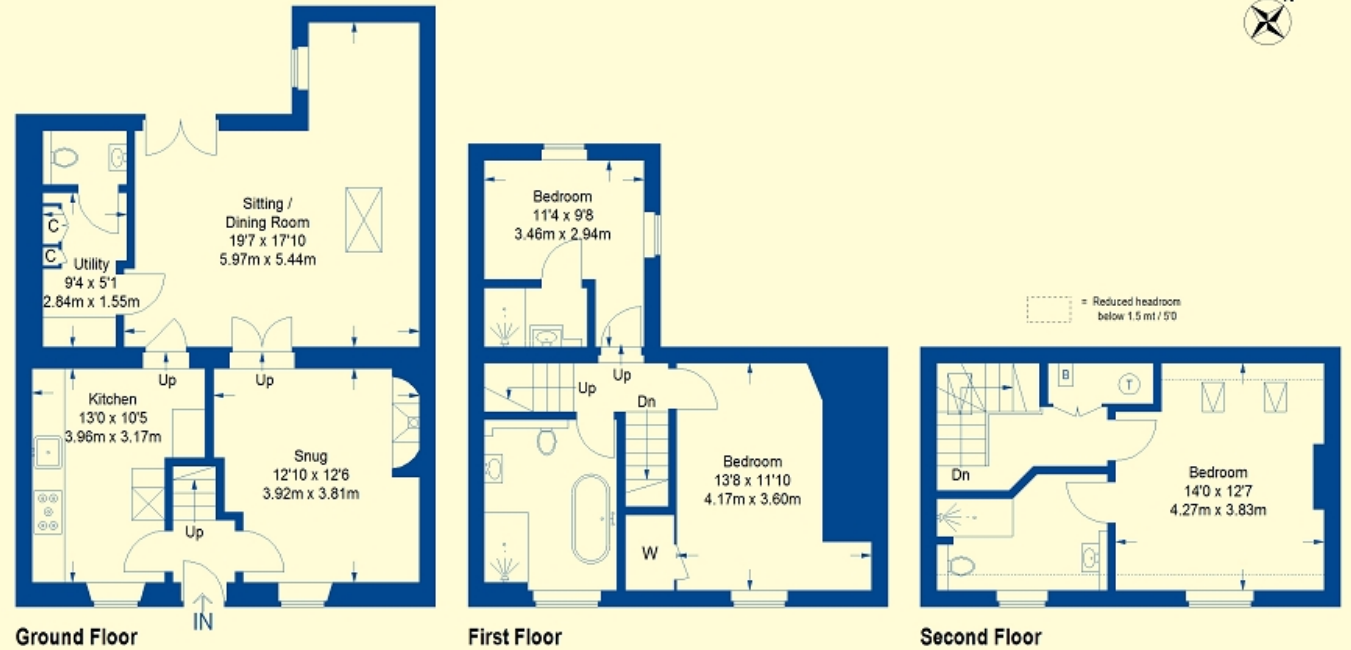 N
Sitting /
Dining Room
19'7 x 17'10
5.97m x 5.44m
C
C
Utility
9'4 x 5'1
2.84m x 1.55m
Up
Up
Kitchen
13'0 x 10'5
3.96m x 3.17m
Snug
12'10 x 12'6
3.92m x 3.81m
Up
IN
Ground Floor
Bedroom
11'4 x 9'8
3.46m x 2.94m
Up
Up
Dn
Bedroom
13'8 x 11'10
4.17m x 3.60m
W
First Floor
= Reduced headroom
below 1.5 mt / 5'0
B
T
Dn
Bedroom
14'0 x 12'7
4.27m x 3.83m
Second Floor